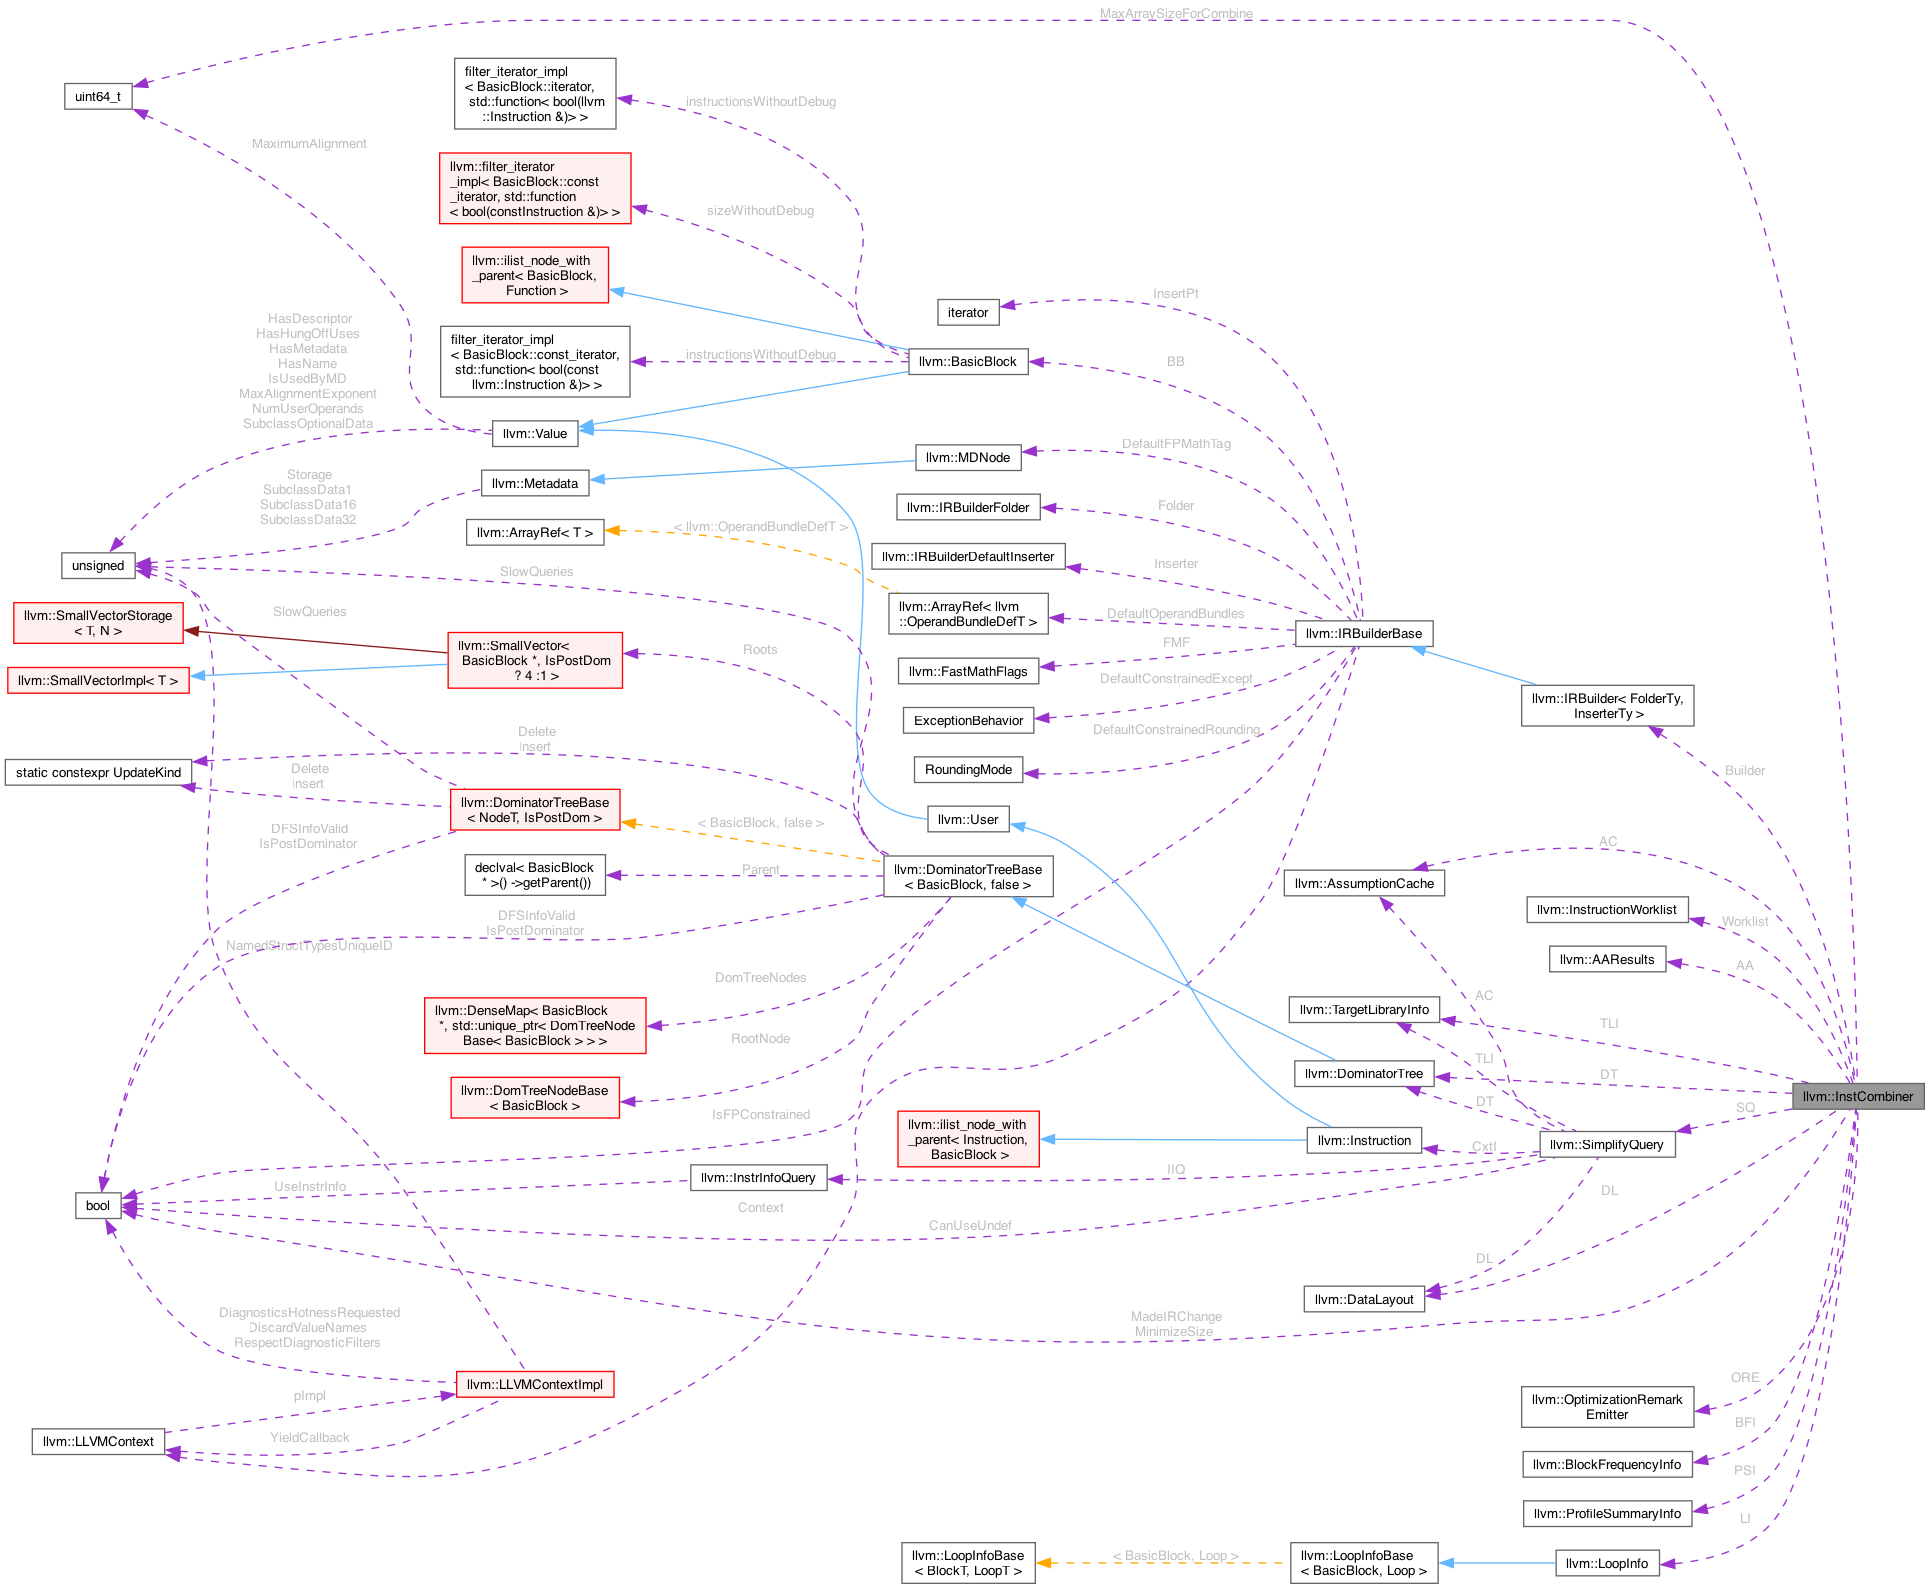 MaxArraySizeForCombine
uint64_t
filter_iterator_impl
< BasicBlock::iterator,
std::function< bool(llvm
::Instruction &)> >
instructionsWithoutDebug
MaximumAlignment
llvm::filter_iterator
_impl< BasicBlock::const
_iterator, std::function
< bool(constInstruction &)> >
sizeWithoutDebug
llvm::ilist_node_with
_parent< BasicBlock,
Function >
InsertPt
iterator
HasDescriptor
HasHungOffUses
HasMetadata
HasName
IsUsedByMD
MaxAlignmentExponent
NumUserOperands
SubclassOptionalData
filter_iterator_impl
< BasicBlock::const_iterator,
std::function< bool(const
llvm::Instruction &)> >
instructionsWithoutDebug
llvm::BasicBlock
BB
llvm::Value
DefaultFPMathTag
llvm::MDNode
Storage
SubclassData1
SubclassData16
SubclassData32
llvm::Metadata
llvm::IRBuilderFolder
Folder
llvm::ArrayRef< T >
< llvm::OperandBundleDefT >
llvm::IRBuilderDefaultInserter
Inserter
unsigned
SlowQueries
llvm::ArrayRef< llvm
::OperandBundleDefT >
DefaultOperandBundles
llvm::SmallVectorStorage
< T, N >
SlowQueries
llvm::IRBuilderBase
llvm::SmallVector<
BasicBlock *, IsPostDom
? 4 :1 >
Roots
FMF
llvm::FastMathFlags
llvm::SmallVectorImpl< T >
DefaultConstrainedExcept
llvm::IRBuilder< FolderTy,
InserterTy >
ExceptionBehavior
DefaultConstrainedRounding
Delete
Insert
static constexpr UpdateKind
Delete
Insert
RoundingMode
Builder
llvm::DominatorTreeBase
< NodeT, IsPostDom >
< BasicBlock, false >
llvm::User
DFSInfoValid
IsPostDominator
AC
declval< BasicBlock
* >() ->getParent())
Parent
llvm::DominatorTreeBase
< BasicBlock, false >
llvm::AssumptionCache
llvm::InstructionWorklist
Worklist
DFSInfoValid
IsPostDominator
NamedStructTypesUniqueID
llvm::AAResults
AA
DomTreeNodes
llvm::DenseMap< BasicBlock
*, std::unique_ptr< DomTreeNode
Base< BasicBlock > > >
AC
llvm::TargetLibraryInfo
TLI
RootNode
TLI
llvm::DomTreeNodeBase
< BasicBlock >
llvm::DominatorTree
DT
DT
llvm::InstCombiner
IsFPConstrained
SQ
llvm::ilist_node_with
_parent< Instruction,
BasicBlock >
llvm::Instruction
CxtI
llvm::SimplifyQuery
UseInstrInfo
llvm::InstrInfoQuery
IIQ
bool
Context
CanUseUndef
DL
DL
llvm::DataLayout
DiagnosticsHotnessRequested
DiscardValueNames
RespectDiagnosticFilters
MadeIRChange
MinimizeSize
llvm::LLVMContextImpl
pImpl
ORE
llvm::OptimizationRemark
Emitter
llvm::LLVMContext
YieldCallback
BFI
llvm::BlockFrequencyInfo
PSI
llvm::ProfileSummaryInfo
LI
llvm::LoopInfoBase
< BlockT, LoopT >
< BasicBlock, Loop >
llvm::LoopInfoBase
< BasicBlock, Loop >
llvm::LoopInfo